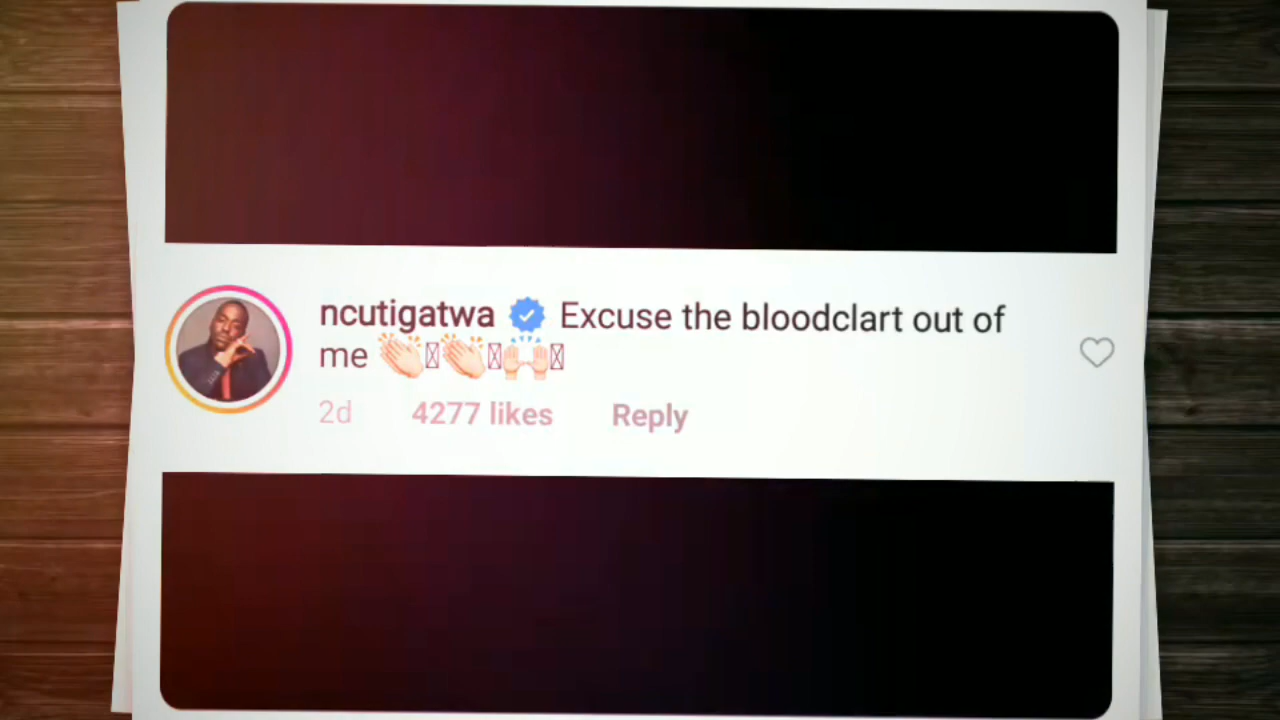 ncutigatwa Excuse the bloodclart out of
me 👏🏻▯👏🏻▯🙌🏻▯
2d 4277 likes Reply